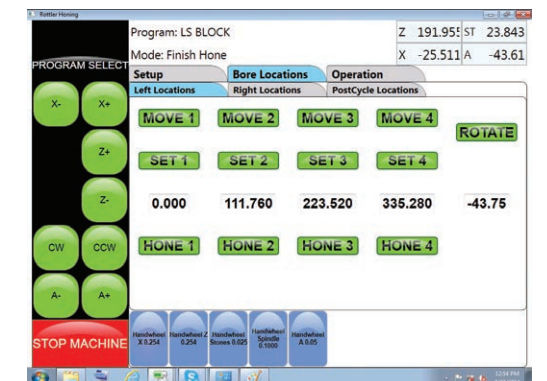 Rottler Honing
Program: LS BLOCK
Z 191.955 ST 23.843
Mode: Finish Hone
X -25.511 A -43.61
PROGRAM SELECT
Setup Bore Locations Operation
Left Locations Right Locations PostCycle Locations
X- X+
MOVE 1 MOVE 2 MOVE 3 MOVE 4
ROTATE
Z+
SET 1 SET 2 SET 3 SET 4
Z-
0.000 111.760 223.520 335.280 -43.75
CW CCW
HONE 1 HONE 2 HONE 3 HONE 4
A- A+
STOP MACHINE
Handwheel X 0.254
Handwheel Z 0.254
Handwheel Stones 0.025
Handwheel Spindle 0.1000
Handwheel A 0.05
12:54 PM